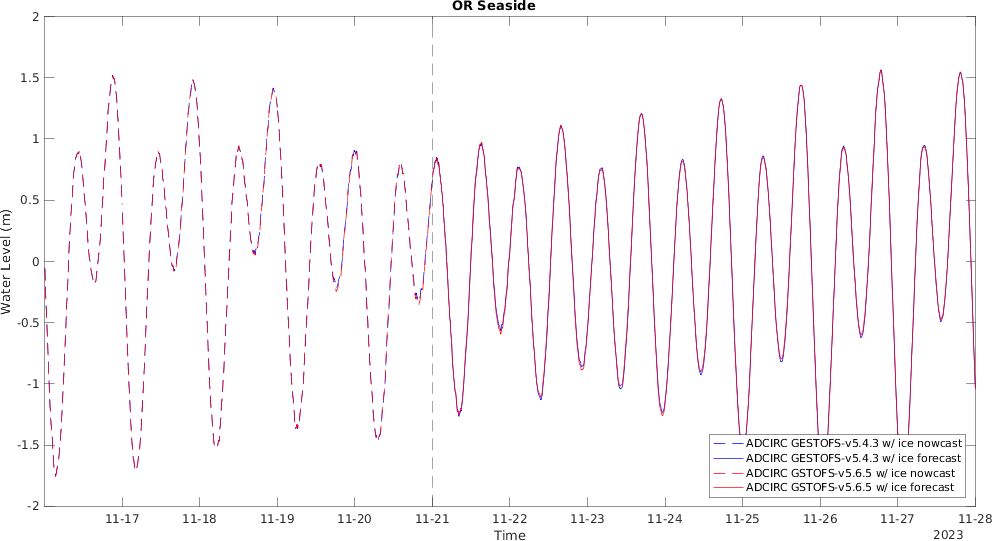 OR Seaside
2
1.5
1
0.5
0
-0.5
-1
-1.5
-2
Water Level (m)
ADCIRC GESTOFS-v5.4.3 w/ ice nowcast
ADCIRC GESTOFS-v5.4.3 w/ ice forecast
ADCIRC GSTOFS-v5.6.5 w/ ice nowcast
ADCIRC GSTOFS-v5.6.5 w/ ice forecast
11-17 11-18 11-19 11-20 11-21 11-22 11-23 11-24 11-25 11-26 11-27 11-28
Time
2023